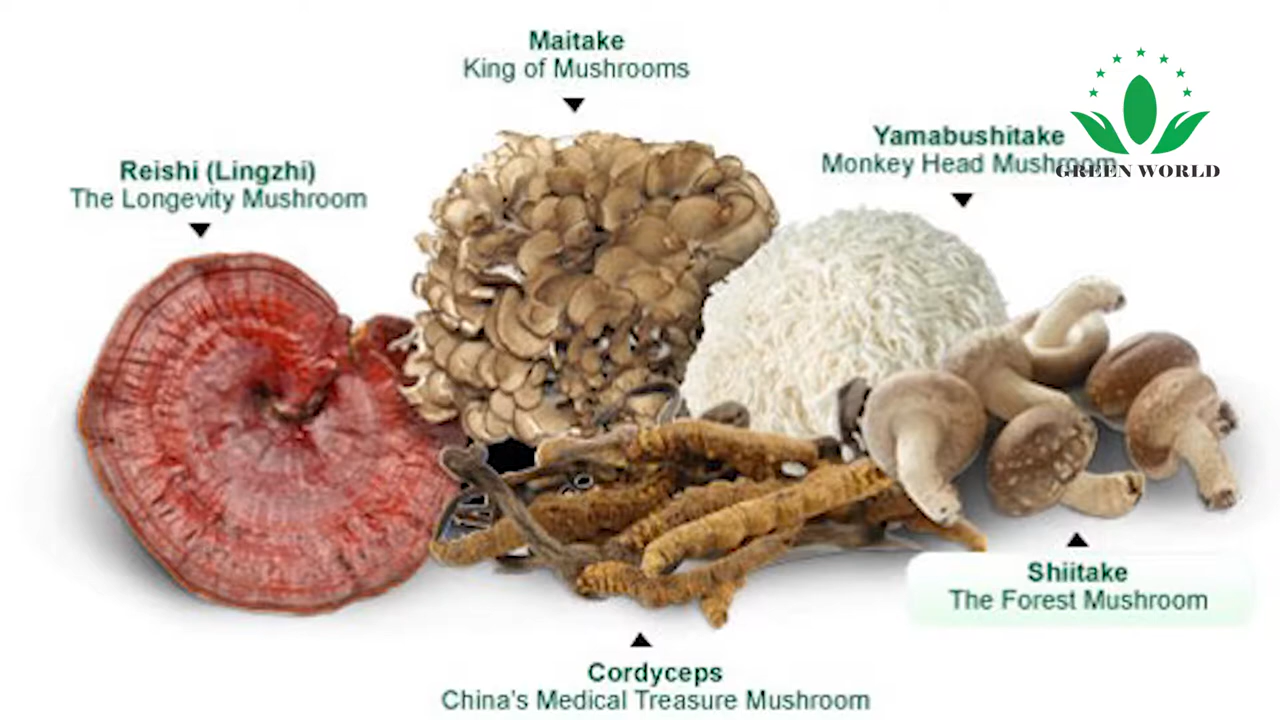 Maitake
King of Mushrooms
Yamabushitake
Monkey Head Mushroom
GREEN WORLD
Reishi (Lingzhi)
The Longevity Mushroom
Shiitake
The Forest Mushroom
Cordyceps
China's Medical Treasure Mushroom